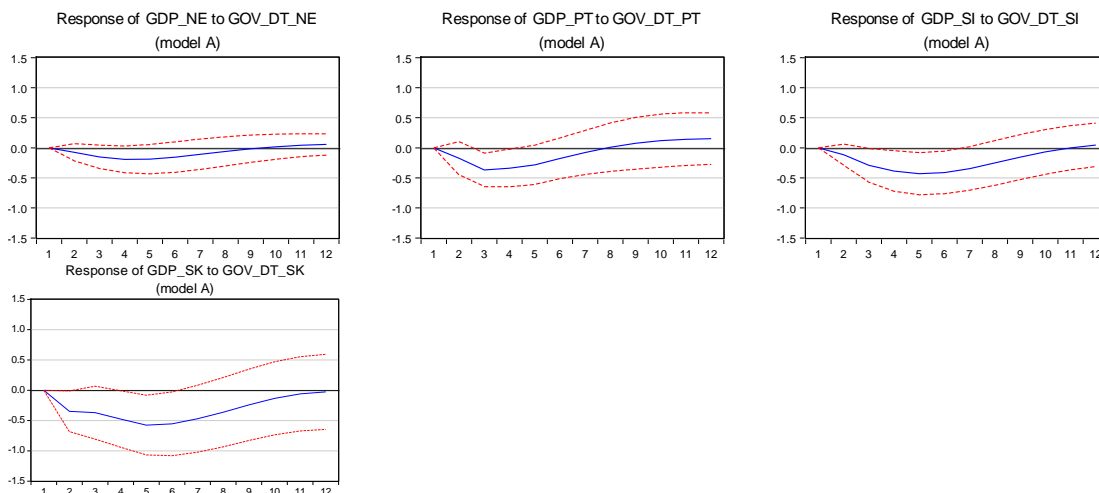 Response of GDP_NE to GOV_DT_NE
(model A)
1.5
1.0
0.5
0.0
-0.5
-1.0
-1.5
1 2 3 4 5 6 7 8 9 10 11 12
Response of GDP_PT to GOV_DT_PT
(model A)
1.5
1.0
0.5
0.0
-0.5
-1.0
-1.5
1 2 3 4 5 6 7 8 9 10 11 12
Response of GDP_SI to GOV_DT_SI
(model A)
1.5
1.0
0.5
0.0
-0.5
-1.0
-1.5
1 2 3 4 5 6 7 8 9 10 11 12
Response of GDP_SK to GOV_DT_SK
(model A)
1.5
1.0
0.5
0.0
-0.5
-1.0
-1.5
1 2 3 4 5 6 7 8 9 10 11 12